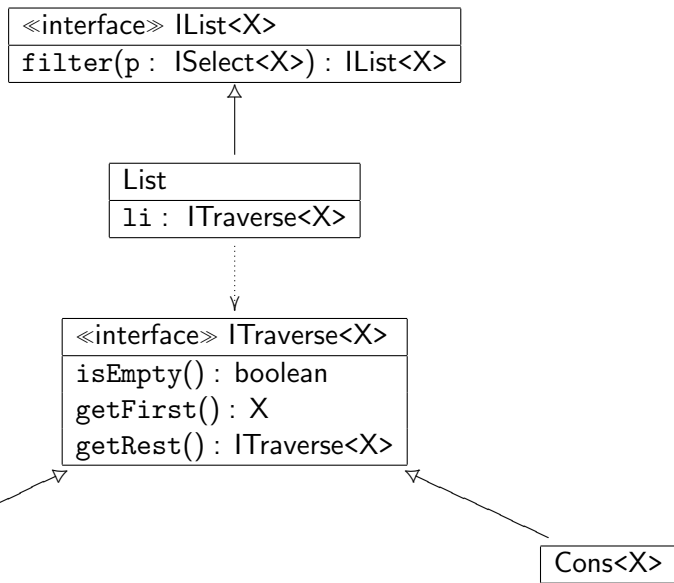 ≪interface≫ IList<X>
filter(p : ISelect<X>) : IList<X>
List
li : ITraverse<X>
≪interface≫ ITraverse<X>
isEmpty() : boolean
getFirst() : X
getRest() : ITraverse<X>
Cons<X>